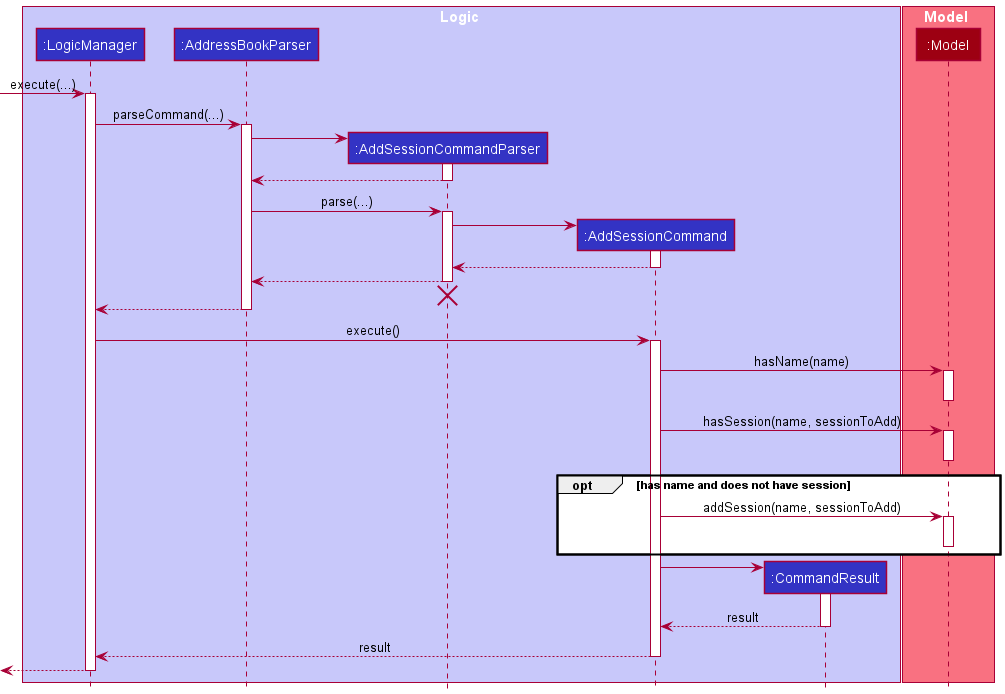 Logic
Model
:LogicManager
:AddressBookParser
:Model
execute(...)
parseCommand(...)
:AddSessionCommandParser
parse(...)
:AddSessionCommand
execute()
hasName(name)
hasSession(name, sessionToAdd)
opt
[has name and does not have session]
addSession(name, sessionToAdd)
:CommandResult
result
result